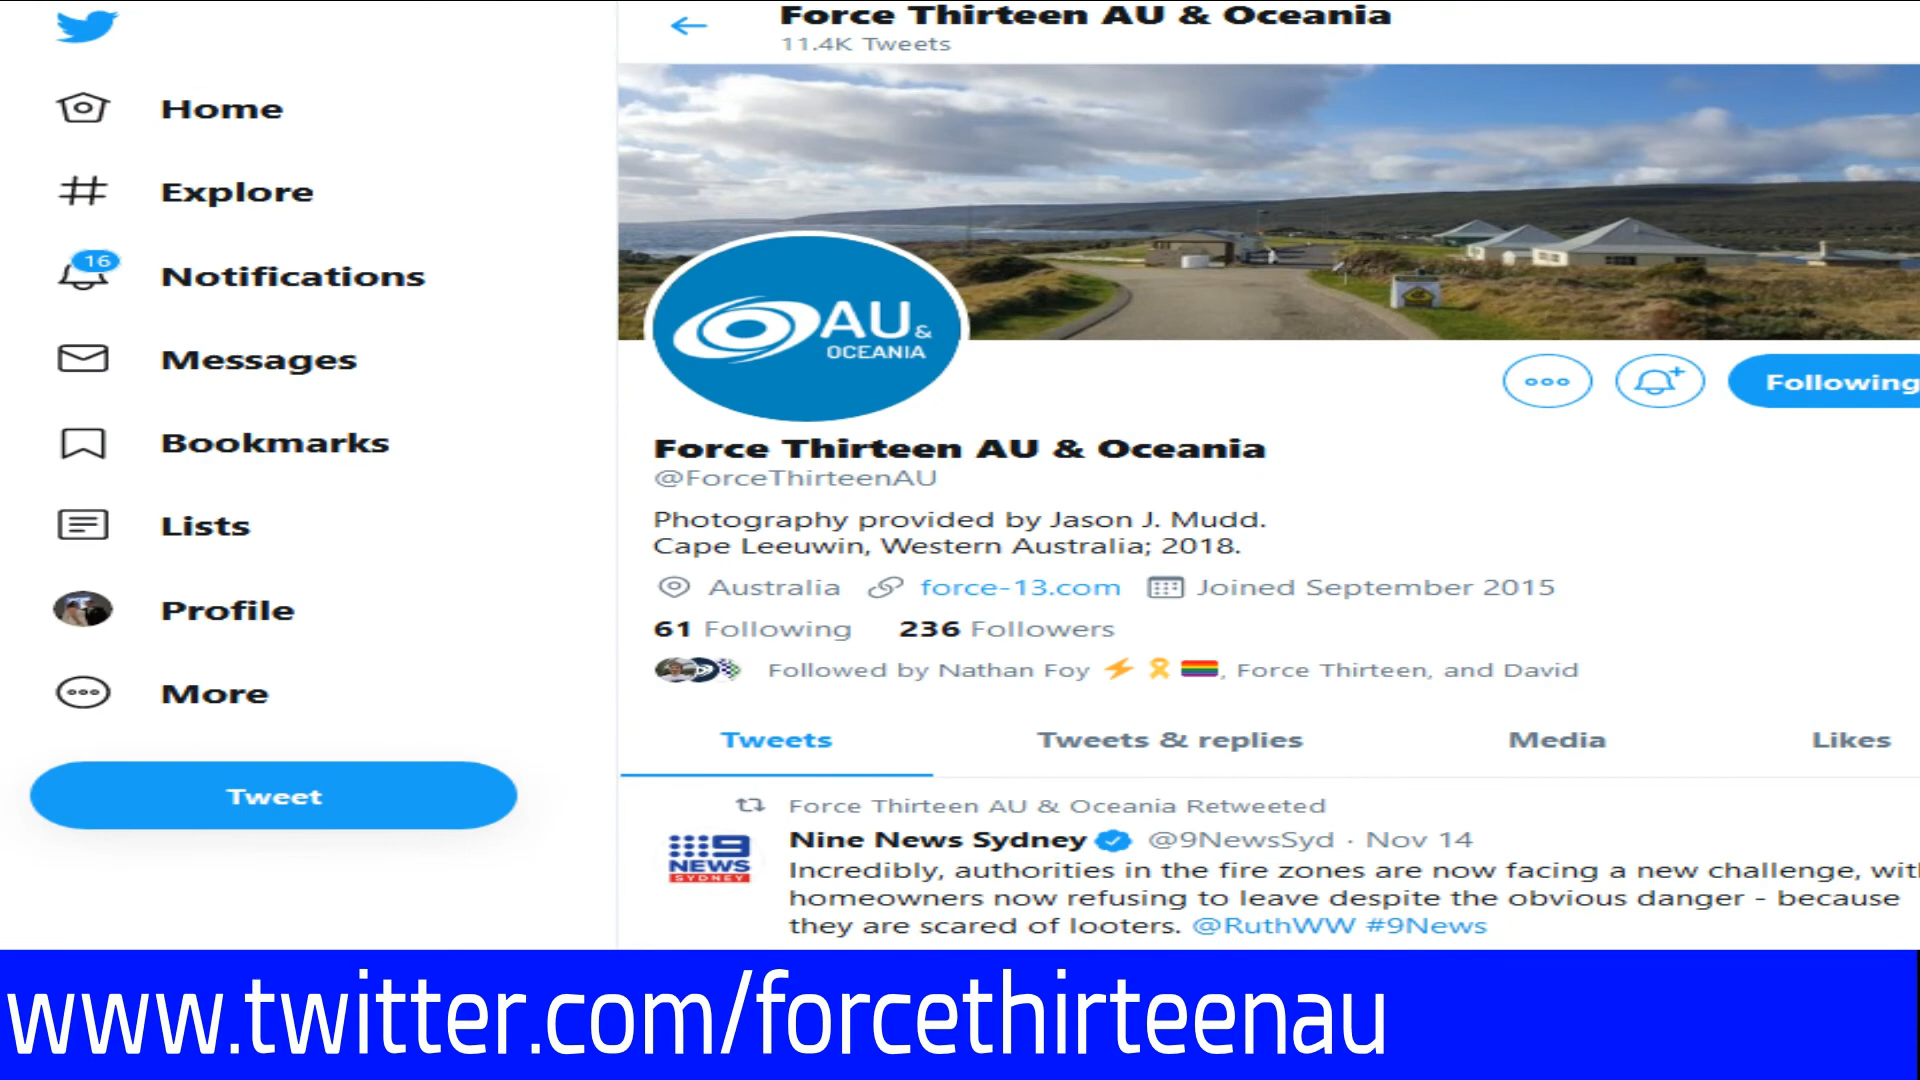 Force Thirteen AU & Oceania
11.4K Tweets
Home
Explore
16
Notifications
Messages
Bookmarks
Lists
Profile
More
Tweet
AU &
OCEANIA
Following
Force Thirteen AU & Oceania
@ForceThirteenAU
Photography provided by Jason J. Mudd.
Cape Leeuwin, Western Australia; 2018.
Australia force-13.com Joined September 2015
61 Following 236 Followers
Followed by Nathan Foy ⚡ 🎗 🏳️‍🌈, Force Thirteen, and David
Tweets Tweets & replies Media Likes
Force Thirteen AU & Oceania Retweeted
9
NEWS
SYDNEY
Nine News Sydney @9NewsSyd · Nov 14
Incredibly, authorities in the fire zones are now facing a new challenge, wit
homeowners now refusing to leave despite the obvious danger - because
they are scared of looters. @RuthWW #9News
www.twitter.com/forcethirteenau